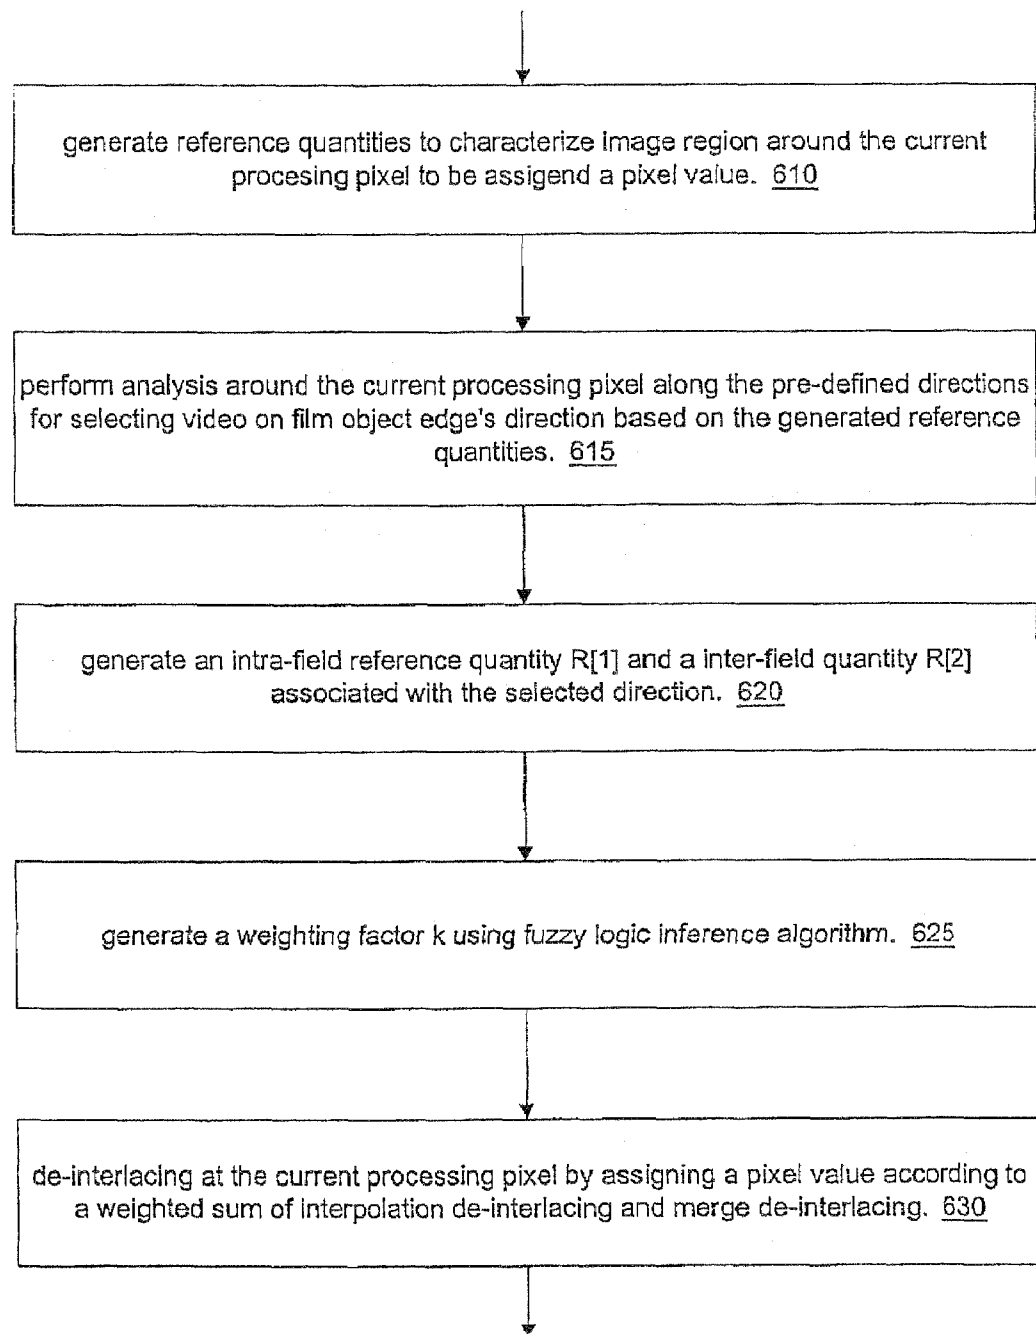 generate reference quantities to characterize image region around the current
procesing pixel to be assigend a pixel value. 610
perform analysis around the current processing pixel along the pre-defined directions
for selecting video on film object edge's direction based on the generated reference
quantities. 615
generate an intra-field reference quantity R[1] and a inter-field quantity R[2]
associated with the selected direction. 620
generate a weighting factor k using fuzzy logic inference algorithm. 625
de-interlacing at the current processing pixel by assigning a pixel value according to
a weighted sum of interpolation de-interlacing and merge de-interlacing. 630